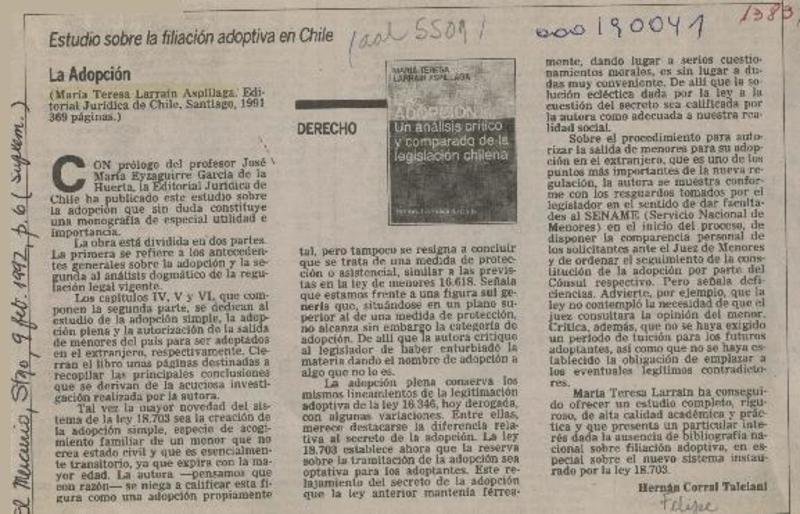 1383
(aal 5509)
000190041
Estudio sobre la filiación adoptiva en Chile
La Adopción
(María Teresa Larraín Aspillaga. Edi-
torial Jurídica de Chile, Santiago, 1991
369 páginas.)
CON prólogo del profesor José
María Eyzaguirre García de la
Huerta, la Editorial Jurídica de
Chile ha publicado este estudio sobre
la adopción que sin duda constituye
una monografía de especial utilidad e
importancia.
La obra está dividida en dos partes.
La primera se refiere a los anteceden-
tes generales sobre la adopción y la se-
gunda al análisis dogmático de la regu-
lación legal vigente.
Los capítulos IV, V y VI, que com-
ponen la segunda parte, se dedican al
estudio de la adopción simple, la adop-
ción plena y la autorización de la salida
de menores del país para ser adoptados
en el extranjero, respectivamente. Cie-
rran el libro unas páginas destinadas a
recopilar las principales conclusiones
que se derivan de la acuciosa investi-
gación realizada por la autora.
Tal vez la mayor novedad del sis-
tema de la ley 18.703 sea la creación de
la adopción simple, especie de acogi-
miento familiar de un menor que no
crea estado civil y que es esencialmen-
te transitorio, ya que expira con la ma-
yor edad. La autora —pensamos que
con razón— se niega a calificar esta fi-
gura como una adopción propiamente
DERECHO
MARIA TERESA
LARRAIN ASPILLAGA
ADOPCION
Un análisis crítico
y comparado de la
legislación chilena
tal, pero tampoco se resigna a concluir
que se trata de una medida de protec-
ción o asistencial, similar a las previs-
tas en la ley de menores 16.618. Señala
que estamos frente a una figura sui ge-
neris que, situándose en un plano su-
perior al de una medida de protección,
no alcanza sin embargo la categoría de
adopción. De allí que la autora critique
al legislador de haber enturbiado la
materia dando el nombre de adopción a
algo que no lo es.
La adopción plena conserva los
mismos lineamientos de la legitimación
adoptiva de la ley 16.346, hoy derogada,
con algunas variaciones. Entre ellas,
merece destacarse la diferencia relati-
va al secreto de la adopción. La ley
18.703 establece ahora que la reserva
sobre la tramitación de la adopción sea
optativa para los adoptantes. Este re-
lajamiento del secreto de la adopción
que la ley anterior mantenía férrea-
mente, dando lugar a serios cuestio-
namientos morales, es sin lugar a du-
das muy conveniente. De allí que la so-
lución ecléctica dada por la ley a la
cuestión del secreto sea calificada por
la autora como adecuada a nuestra rea-
lidad social.
Sobre el procedimiento para auto-
rizar la salida de menores para su adop-
ción en el extranjero, que es uno de los
puntos más importantes de la nueva re-
gulación, la autora se muestra confor-
me con los resguardos tomados por el
legislador en el sentido de dar faculta-
des al SENAME (Servicio Nacional de
Menores) en el inicio del proceso, de
disponer la comparencia personal de
los solicitantes ante el Juez de Menores
y de ordenar el seguimiento de la cons-
titución de la adopción por parte del
Cónsul respectivo. Pero señala defi-
ciencias. Advierte, por ejemplo, que la
ley no contempló la necesidad de que el
juez consultara la opinión del menor.
Critica, además, que no se haya exigido
un período de tuición para los futuros
adoptantes, así como que no se haya es-
tablecido la obligación de emplazar a
los eventuales legítimos contradicto-
res.
María Teresa Larraín ha consegui-
do ofrecer un estudio completo, rigu-
roso, de alta calidad académica y prác-
tica y que presenta un particular inte-
rés dada la ausencia de bibliografía na-
cional sobre filiación adoptiva, en es-
pecial sobre el nuevo sistema instau-
rado por la ley 18.703.
Hernán Corral Talciani
Felipe
El Mercurio, Stgo, 9 feb. 1992, p. 6 (Suplem.)